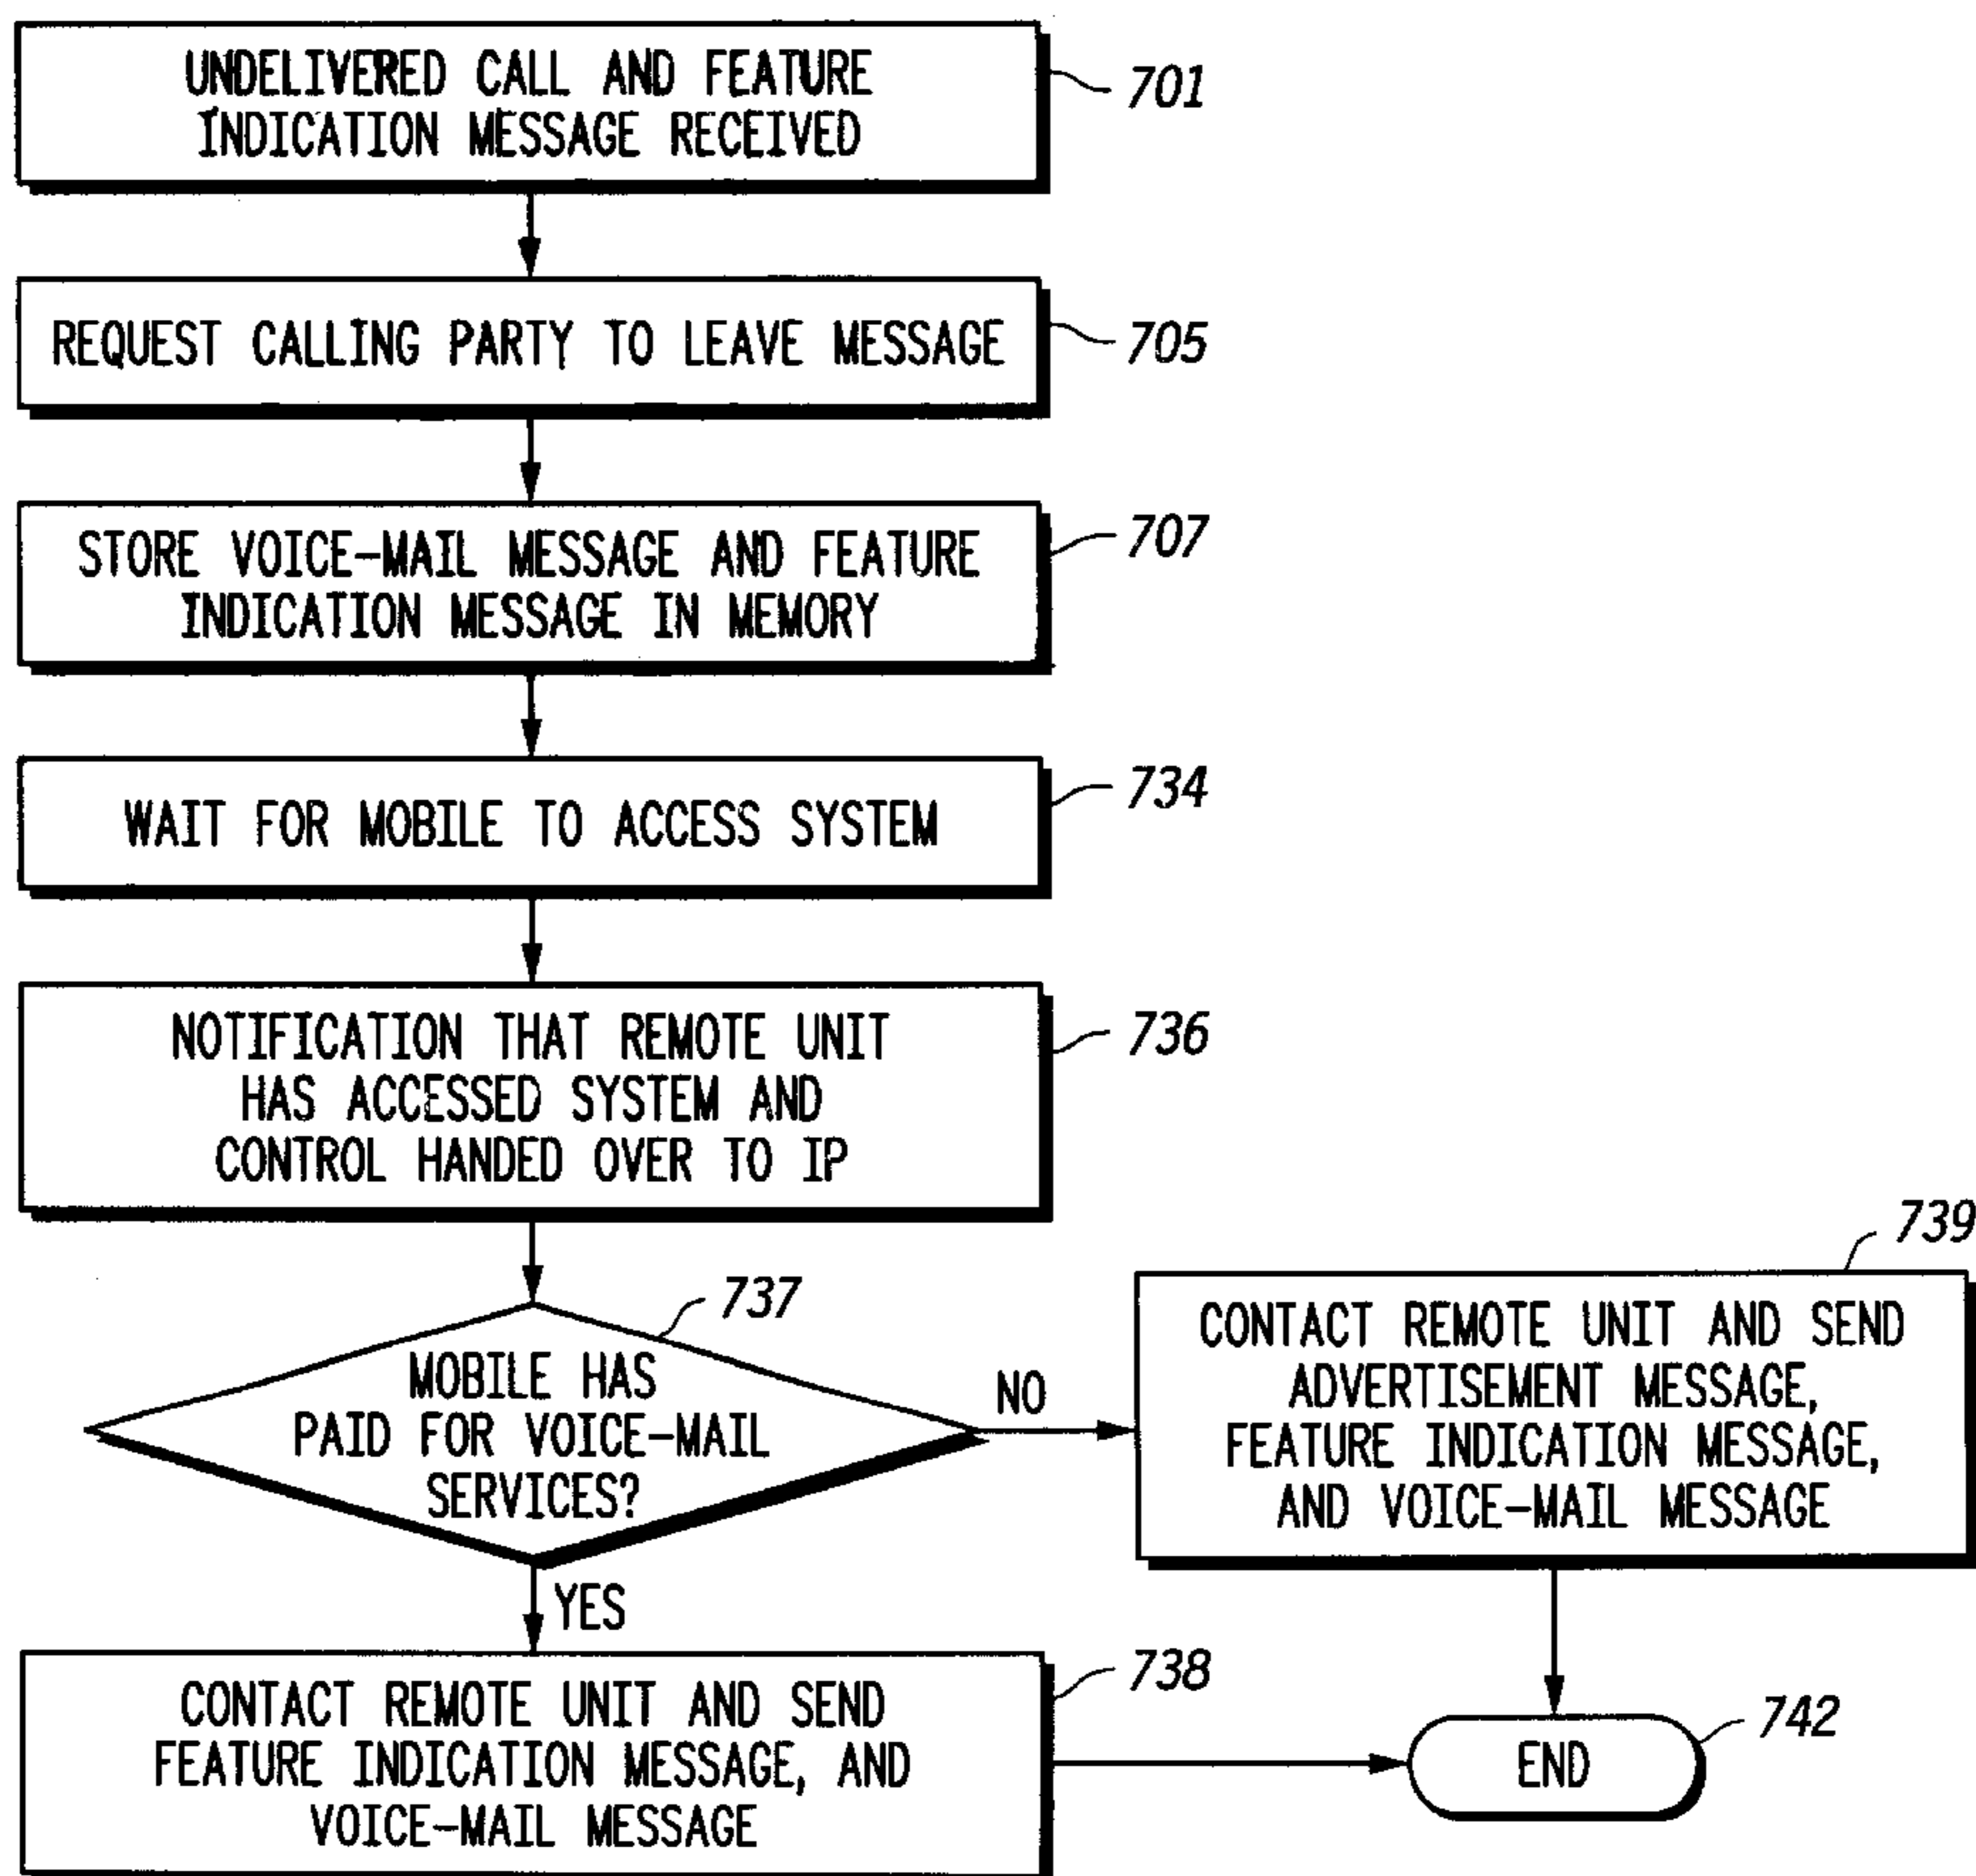 UNDELIVERED CALL AND FEATURE
INDICATION MESSAGE RECEIVED
701
REQUEST CALLING PARTY TO LEAVE MESSAGE
705
STORE VOICE-MAIL MESSAGE AND FEATURE
INDICATION MESSAGE IN MEMORY
707
WAIT FOR MOBILE TO ACCESS SYSTEM
734
NOTIFICATION THAT REMOTE UNIT
HAS ACCESSED SYSTEM AND
CONTROL HANDED OVER TO IP
736
737
MOBILE HAS
PAID FOR VOICE-MAIL
SERVICES?
NO
739
CONTACT REMOTE UNIT AND SEND
ADVERTISEMENT MESSAGE,
FEATURE INDICATION MESSAGE,
AND VOICE-MAIL MESSAGE
YES
CONTACT REMOTE UNIT AND SEND
FEATURE INDICATION MESSAGE, AND
VOICE-MAIL MESSAGE
738
END
742